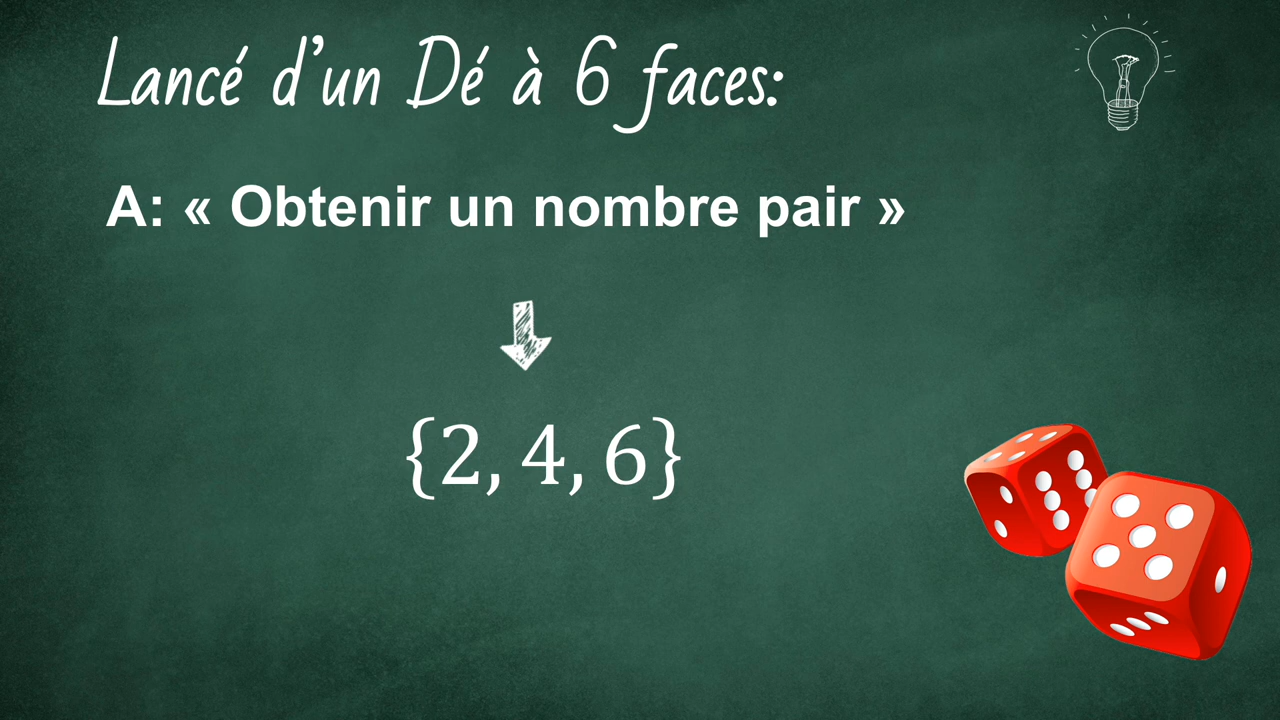 Lancé d'un Dé à 6 faces:
A: « Obtenir un nombre pair »
{2, 4, 6}